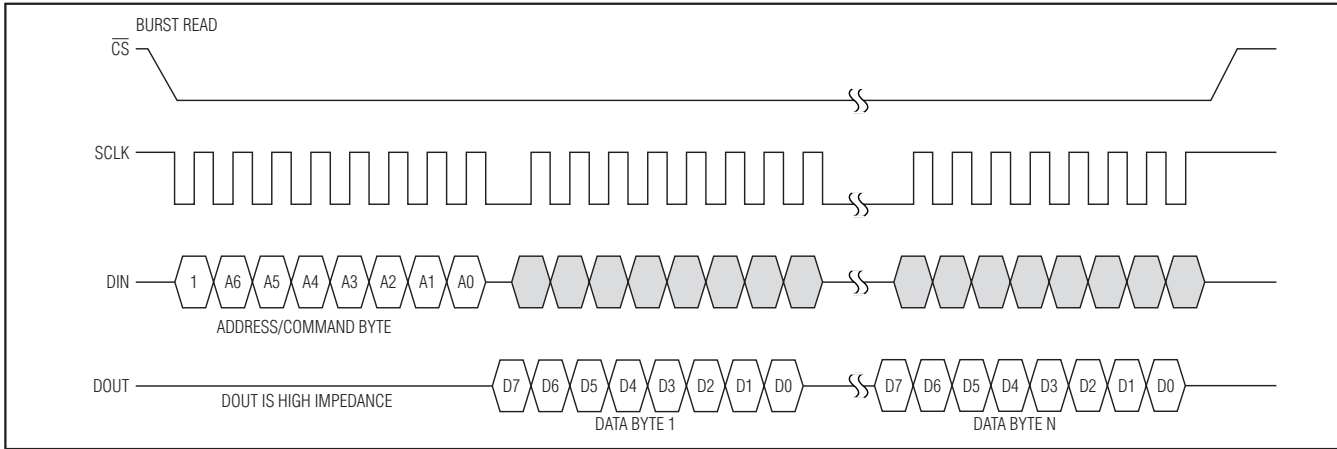 BURST READ
CS
SCLK
DIN
1 A6 A5 A4 A3 A2 A1 A0
ADDRESS/COMMAND BYTE
DOUT
DOUT IS HIGH IMPEDANCE
D7 D6 D5 D4 D3 D2 D1 D0
D7 D6 D5 D4 D3 D2 D1 D0
DATA BYTE 1
DATA BYTE N